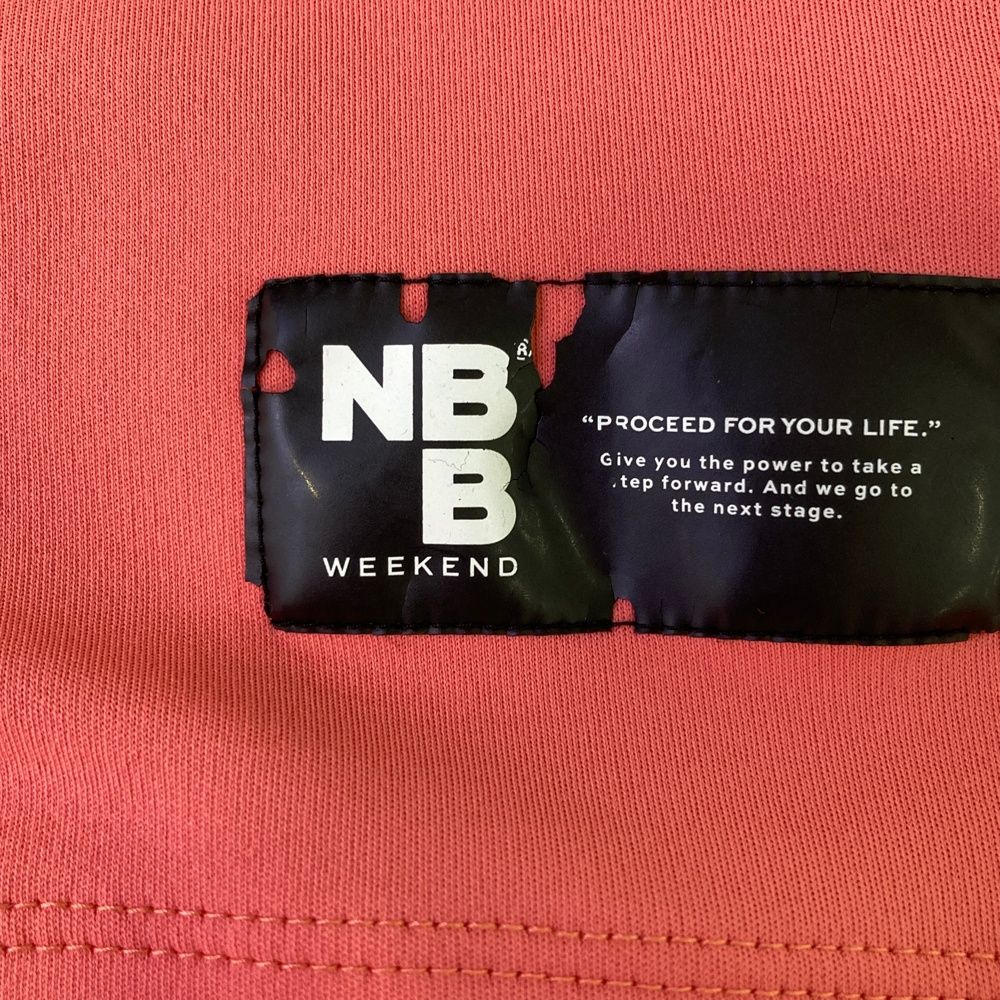 NB
B
WEEKEND
“PROCEED FOR YOUR LIFE.”
Give you the power to take a
tep forward. And we go to
the next stage.